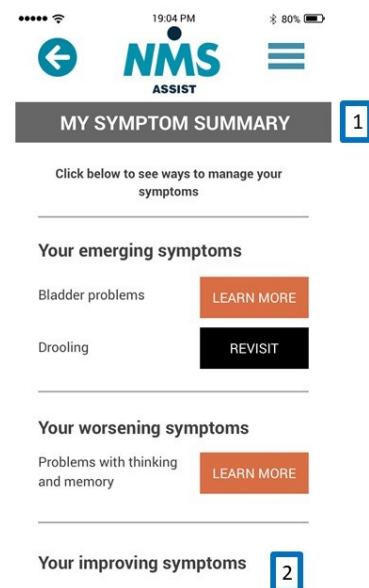 19:04 PM
80%
NMS
ASSIST
MY SYMPTOM SUMMARY
1
Click below to see ways to manage your
symptoms
Your emerging symptoms
Bladder problems
LEARN MORE
Drooling
REVISIT
Your worsening symptoms
Problems with thinking
and memory
LEARN MORE
Your improving symptoms
2